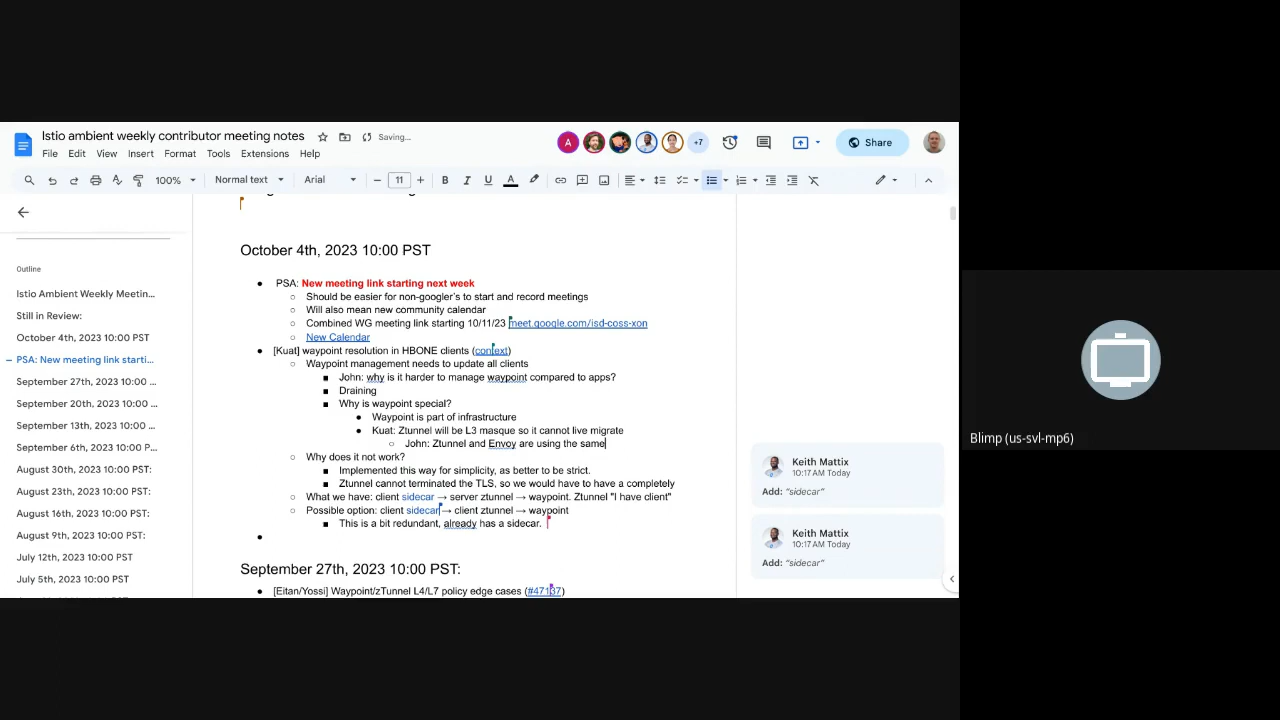 Istio ambient weekly contributor meeting notes
Saving...
A
+7
Share
File Edit View Insert Format Tools Extensions Help
100% Normal text Arial 11
October 4th, 2023 10:00 PST
PSA: New meeting link starting next week
Should be easier for non-googler's to start and record meetings
Will also mean new community calendar
Combined WG meeting link starting 10/11/23 meet.google.com/isd-coss-xon
New Calendar
[Kuat] waypoint resolution in HBONE clients (context)
Waypoint management needs to update all clients
John: why is it harder to manage waypoint compared to apps?
Draining
Why is waypoint special?
Waypoint is part of infrastructure
Kuat: Ztunnel will be L3 masque so it cannot live migrate
John: Ztunnel and Envoy are using the same
Why does it not work?
Implemented this way for simplicity, as better to be strict.
Ztunnel cannot terminated the TLS, so we would have to have a completely
What we have: client sidecar → server ztunnel → waypoint. Ztunnel "I have client"
Possible option: client sidecar → client ztunnel → waypoint
This is a bit redundant, already has a sidecar.
September 27th, 2023 10:00 PST:
[Eitan/Yossi] Waypoint/zTunnel L4/L7 policy edge cases (#47137)
Outline
Istio Ambient Weekly Meetin...
Still in Review:
October 4th, 2023 10:00 PST
PSA: New meeting link starti...
September 27th, 2023 10:00 ...
September 20th, 2023 10:00 ...
September 13th, 2023 10:00 ...
September 6th, 2023 10:00 P...
August 30th, 2023 10:00 PST:
August 23rd, 2023 10:00 PST:
August 16th, 2023 10:00 PST:
August 9th, 2023 10:00 PST:
July 12th, 2023 10:00 PST
July 5th, 2023 10:00 PST
Keith Mattix
10:17 AM Today
Add: "sidecar"
Keith Mattix
10:17 AM Today
Add: "sidecar"
Blimp (us-svl-mp6)